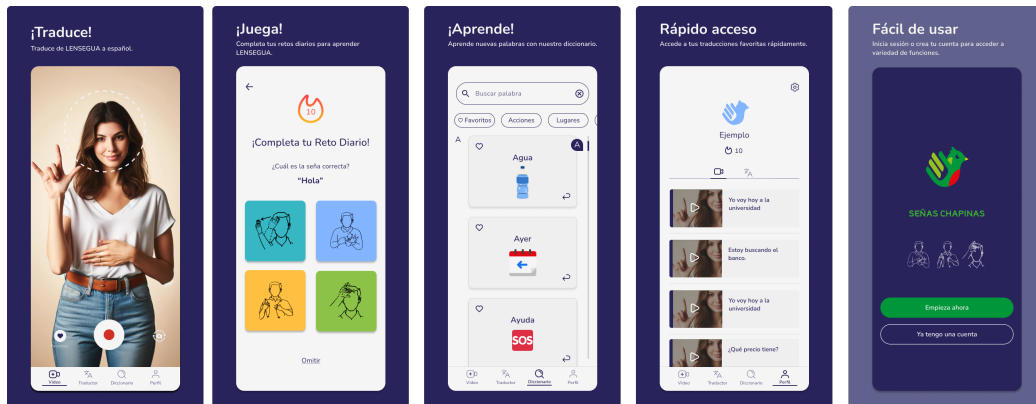 ¡Traduce!
Traduce de LENSEGUA a español.
Video
Traductor
Diccionario
Perfil
¡Juega!
Completa tus retos diarios para aprender
LENSEGUA.
10
¡Completa tu Reto Diario!
¿Cuál es la seña correcta?
“Hola”
Omitir
¡Aprende!
Aprende nuevas palabras con nuestro diccionario.
Buscar palabra
Favoritos
Acciones
Lugares
A
A
Agua
Ayer
Ayuda
SOS
Video
Traductor
Diccionario
Perfil
Rápido acceso
Accede a tus traducciones favoritas rápidamente.
Ejemplo
10
Yo voy hoy a la
universidad
Estoy buscando el
banco.
Yo voy hoy a la
universidad
¿Qué precio tiene?
Video
Traductor
Diccionario
Perfil
Fácil de usar
Inicia sesión o crea tu cuenta para acceder a
variedad de funciones.
SEÑAS CHAPINAS
Empieza ahora
Ya tengo una cuenta